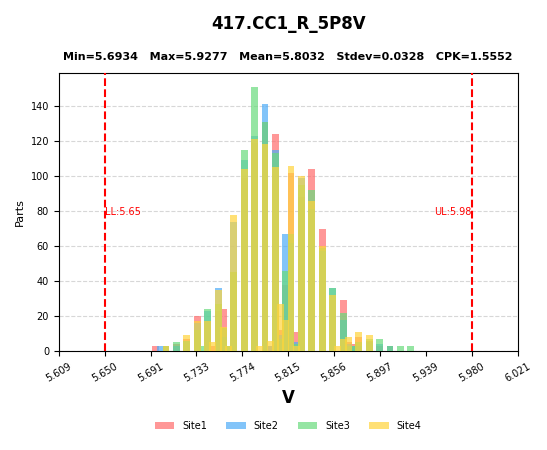 417.CC1_R_5P8V
Min=5.6934 Max=5.9277 Mean=5.8032 Stdev=0.0328 CPK=1.5552
Parts
140
120
100
80
60
40
20
0
LL:5.65
UL:5.98
5.609 5.650 5.691 5.733 5.774 5.815 5.856 5.897 5.939 5.980 6.021
V
Site1 Site2 Site3 Site4